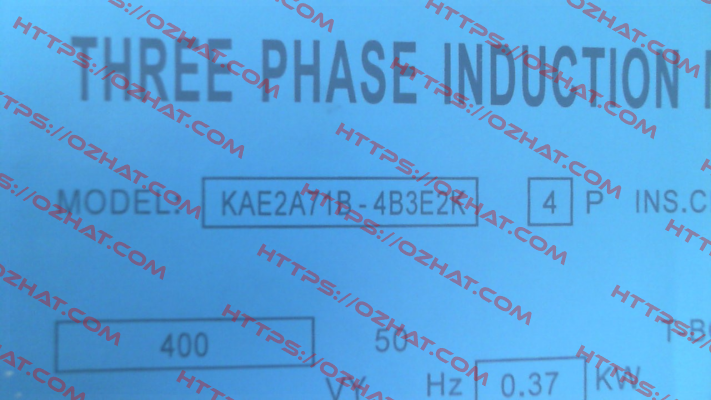 THREE PHASE INDUCTION
MODEL: KAE2A71B-4B3E2K 4 P INS.C
400 50
V Hz 0.37 KW
HTTPS://OZHAT.COM